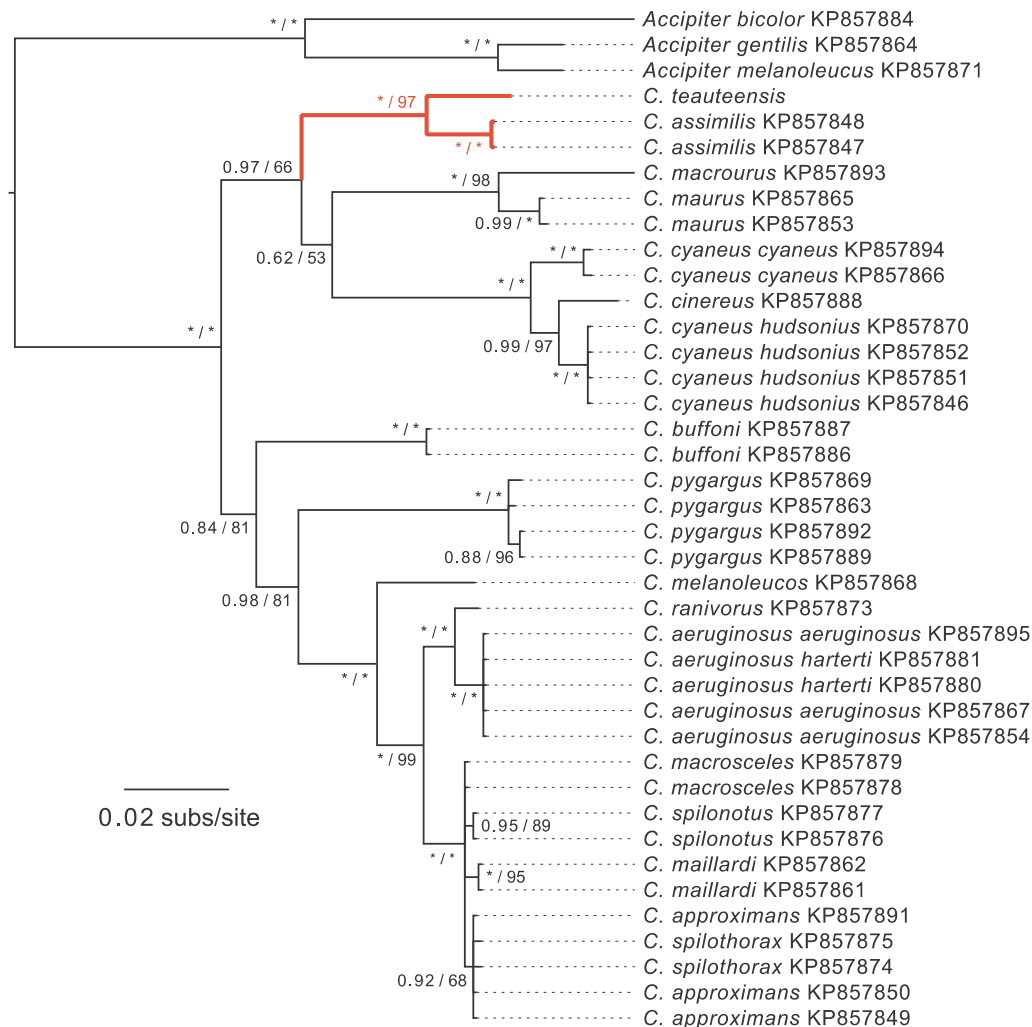 * / *
Accipiter bicolor KP857884
* / *
Accipiter gentilis KP857864
Accipiter melanoleucus KP857871
* / 97
C. teauteensis
C. assimilis KP857848
* / *
C. assimilis KP857847
0.97 / 66
* / 98
C. macrourus KP857893
C. maurus KP857865
0.99 / *
C. maurus KP857853
0.62 / 53
* / *
C. cyaneus cyaneus KP857894
* / *
C. cyaneus cyaneus KP857866
C. cinereus KP857888
* / *
0.99 / 97
C. cyaneus hudsonius KP857870
C. cyaneus hudsonius KP857852
* / *
C. cyaneus hudsonius KP857851
C. cyaneus hudsonius KP857846
* / *
C. buffoni KP857887
C. buffoni KP857886
C. pygargus KP857869
* / *
C. pygargus KP857863
0.84 / 81
C. pygargus KP857892
0.88 / 96
C. pygargus KP857889
C. melanoleucos KP857868
0.98 / 81
C. ranivorus KP857873
* / *
C. aeruginosus aeruginosus KP857895
C. aeruginosus harterti KP857881
* / *
* / *
C. aeruginosus harterti KP857880
C. aeruginosus aeruginosus KP857867
C. aeruginosus aeruginosus KP857854
* / 99
C. macrosceles KP857879
C. macrosceles KP857878
0.02 subs/site
C. spilonotus KP857877
0.95 / 89
C. spilonotus KP857876
* / *
C. maillardi KP857862
* / 95
C. maillardi KP857861
C. approximans KP857891
C. spilothorax KP857875
C. spilothorax KP857874
0.92 / 68
C. approximans KP857850
C. approximans KP857849